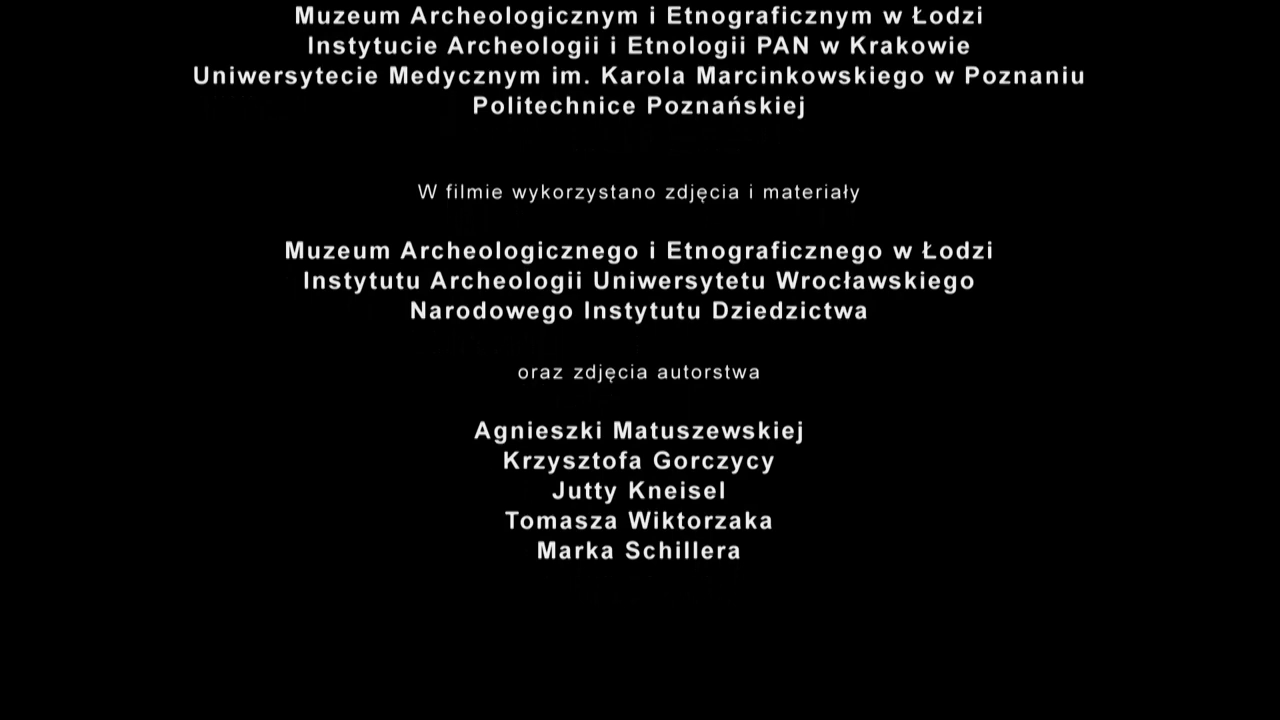 Muzeum Archeologicznym i Etnograficznym w Łodzi
Instytucie Archeologii i Etnologii PAN w Krakowie
Uniwersytecie Medycznym im. Karola Marcinkowskiego w Poznaniu
Politechnice Poznańskiej
W filmie wykorzystano zdjęcia i materiały
Muzeum Archeologicznego i Etnograficznego w Łodzi
Instytutu Archeologii Uniwersytetu Wrocławskiego
Narodowego Instytutu Dziedzictwa
oraz zdjęcia autorstwa
Agnieszki Matuszewskiej
Krzysztofa Gorczycy
Jutty Kneisel
Tomasza Wiktorzaka
Marka Schillera